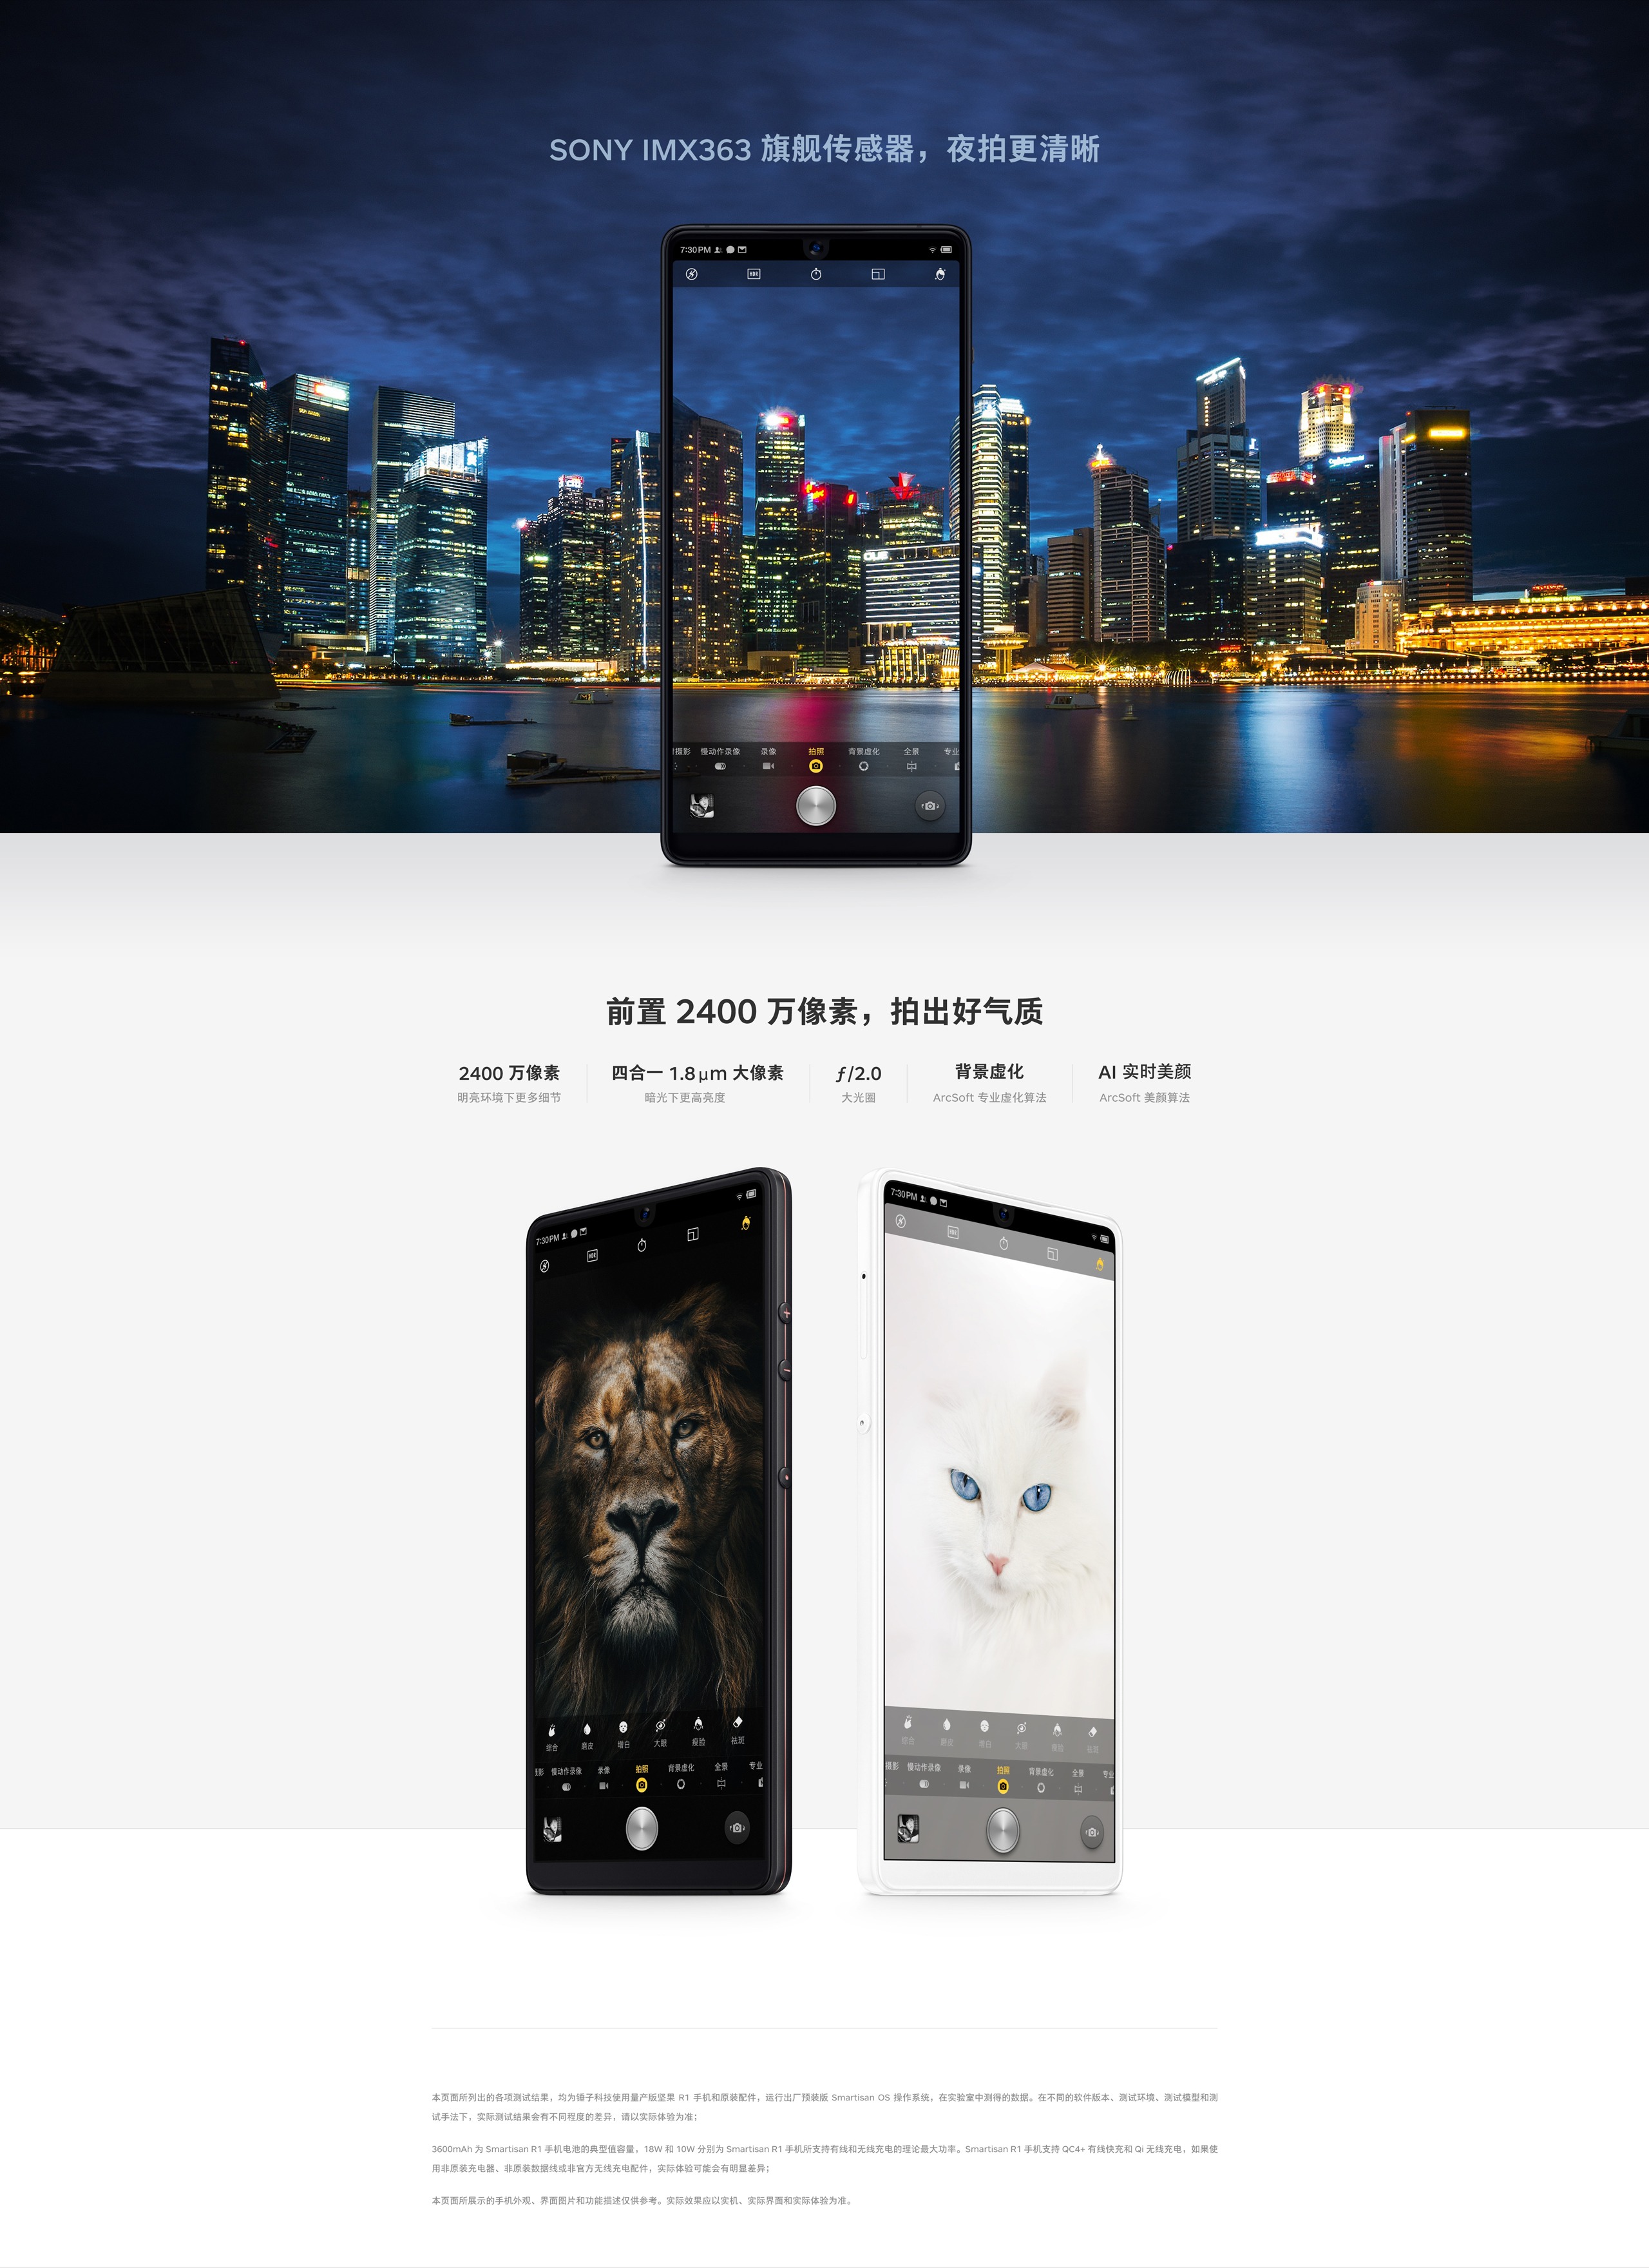 SONY IMX363 旗舰传感器，夜拍更清晰
7:30 PM
HDR
摄影 慢动作录像 录像 拍照 背景虚化 全景 专业
前置 2400 万像素，拍出好气质
2400 万像素
明亮环境下更多细节
四合一 1.8μm 大像素
暗光下更高亮度
ƒ/2.0
大光圈
背景虚化
ArcSoft 专业虚化算法
AI 实时美颜
ArcSoft 美颜算法
7:30 PM
HDR
综合 磨皮 增白 大眼 瘦脸 祛斑
摄影 慢动作录像 录像 拍照 背景虚化 全景 专业
7:30 PM
HDR
综合 磨皮 增白 大眼 瘦脸 祛斑
摄影 慢动作录像 录像 拍照 背景虚化 全景 专业
本页面所列出的各项测试结果，均为锤子科技使用量产版坚果 R1 手机和原装配件，运行出厂预装版 Smartisan OS 操作系统，在实验室中测得的数据。在不同的软件版本、测试环境、测试模型和测
试手法下，实际测试结果会有不同程度的差异，请以实际体验为准；
3600mAh 为 Smartisan R1 手机电池的典型值容量，18W 和 10W 分别为 Smartisan R1 手机所支持有线和无线充电的理论最大功率。Smartisan R1 手机支持 QC4+ 有线快充和 Qi 无线充电，如果使
用非原装充电器、非原装数据线或非官方无线充电配件，实际体验可能会有明显差异；
本页面所展示的手机外观、界面图片和功能描述仅供参考。实际效果应以实机、实际界面和实际体验为准。